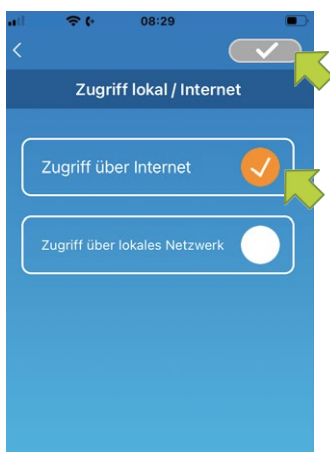 08:29
Zugriff lokal / Internet
Zugriff über Internet
Zugriff über lokales Netzwerk